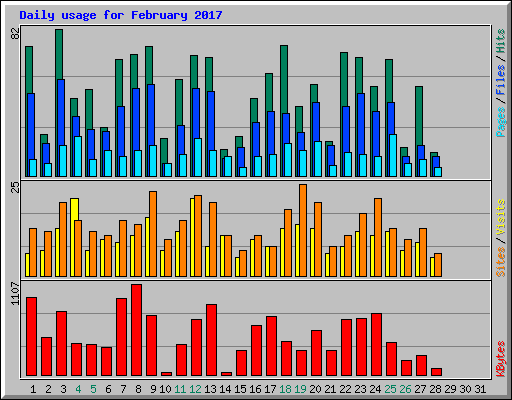 Daily usage for February 2017
82
Pages/Files/Hits
25
Sites/Visits
1107
KBytes
1 2 3 4 5 6 7 8 9 10 11 12 13 14 15 16 17 18 19 20 21 22 23 24 25 26 27 28 29 30 31